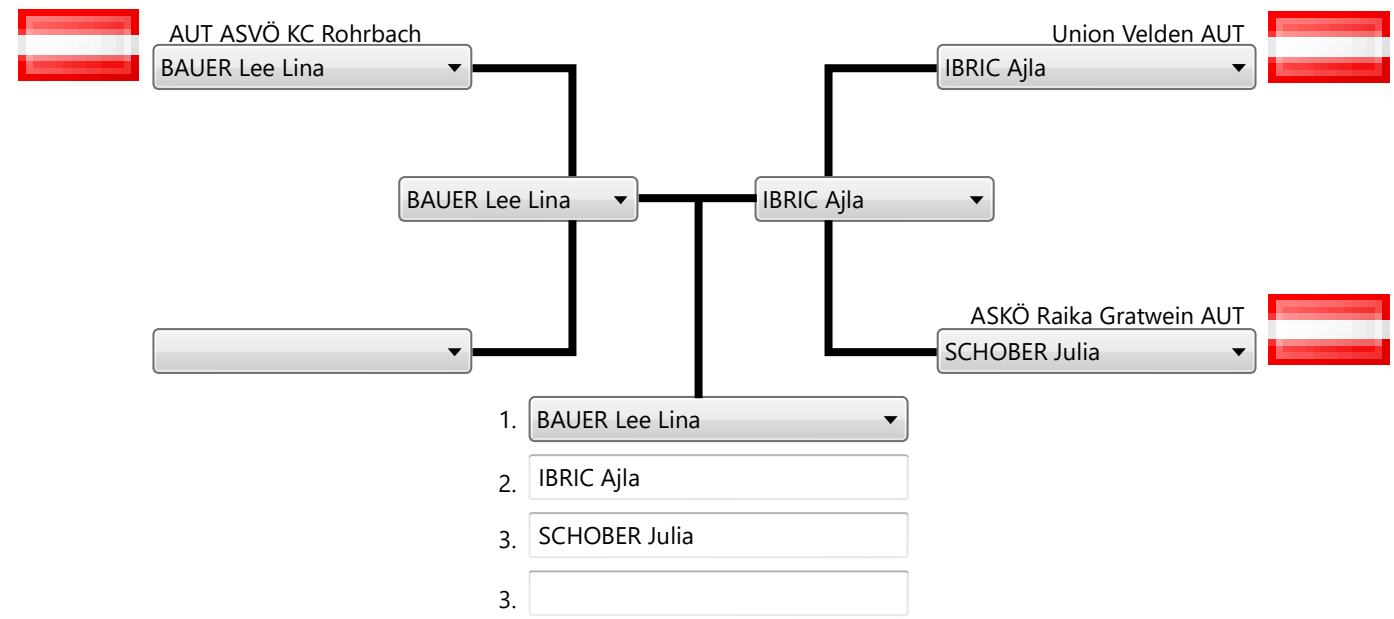 AUT ASVÖ KC Rohrbach
Union Velden AUT
BAUER Lee Lina
IBRIC Ajla
BAUER Lee Lina
IBRIC Ajla
ASKÖ Raika Gratwein AUT
SCHOBER Julia
1. BAUER Lee Lina
2. IBRIC Ajla
3. SCHOBER Julia
3.